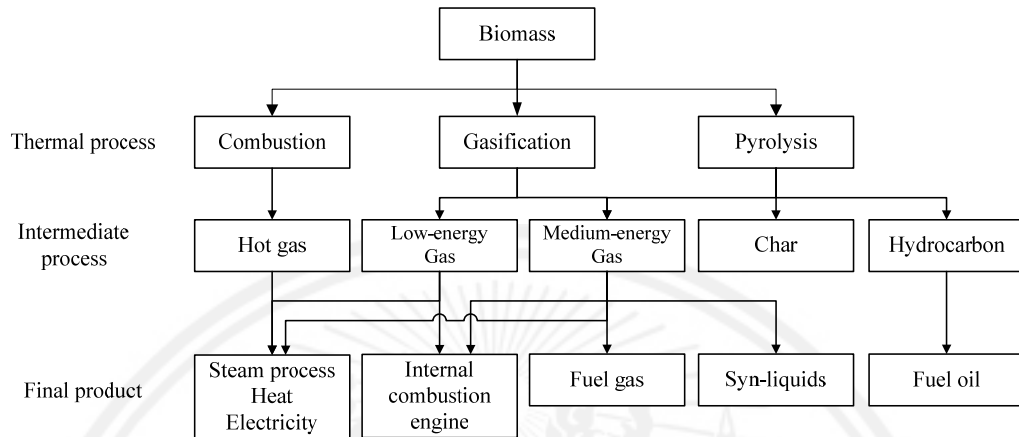 Biomass
Thermal process
Combustion
Gasification
Pyrolysis
Intermediate
process
Hot gas
Low-energy
Gas
Medium-energy
Gas
Char
Hydrocarbon
Final product
Steam process
Heat
Electricity
Internal
combustion
engine
Fuel gas
Syn-liquids
Fuel oil